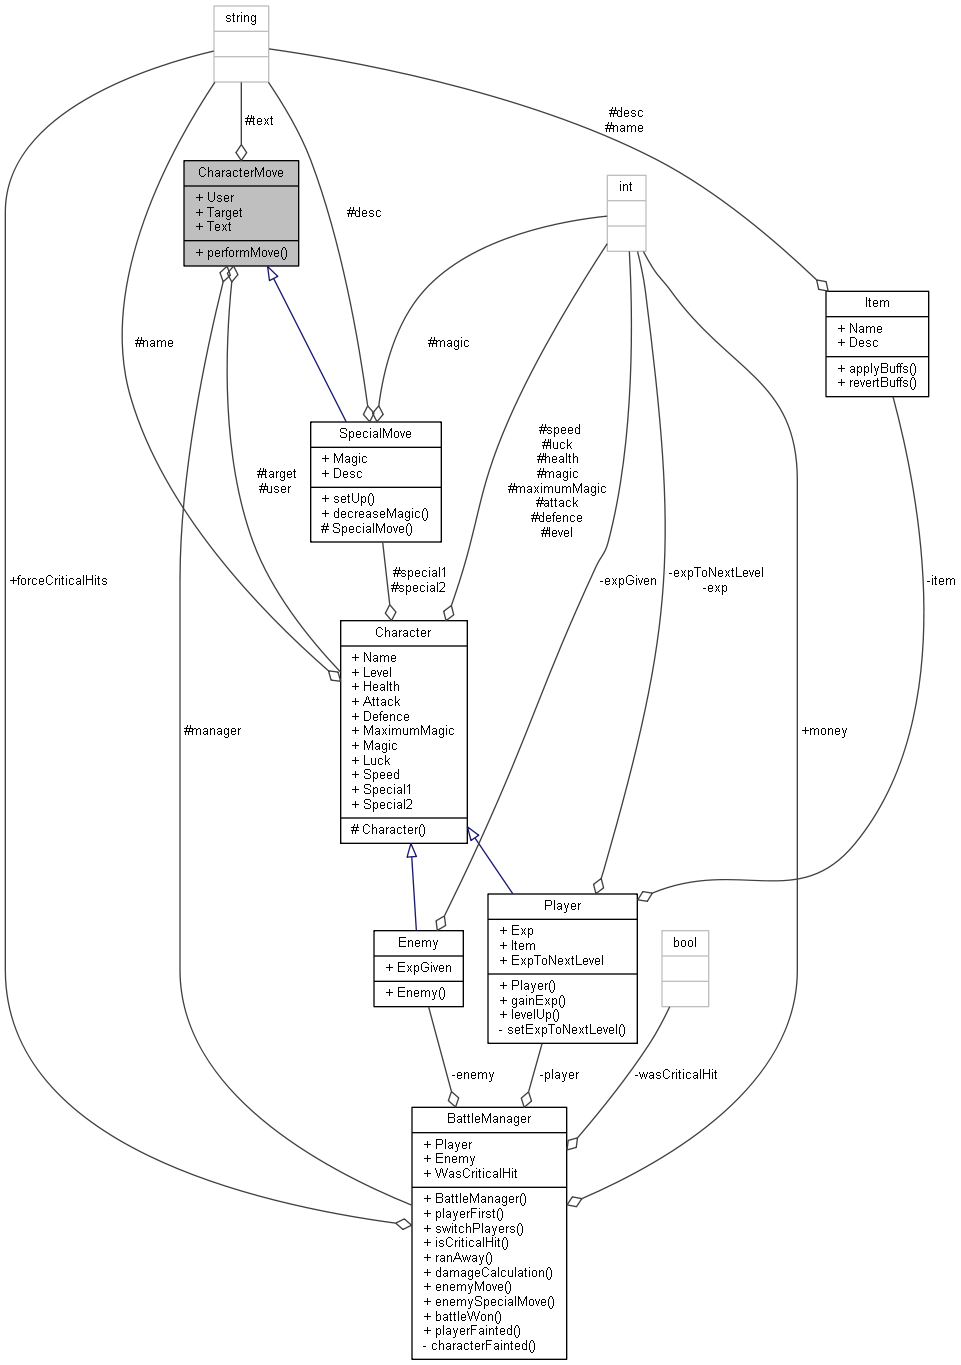 string
#text
#desc
#name
CharacterMove
+ User
+ Target
+ Text
+ performMove()
int
#desc
Item
+ Name
+ Desc
+ applyBuffs()
+ revertBuffs()
#name
#magic
SpecialMove
+ Magic
+ Desc
+ setUp()
+ decreaseMagic()
# SpecialMove()
#target
#user
#speed
#luck
#health
#magic
#maximumMagic
#attack
#defence
#level
+forceCriticalHits
#special1
#special2
-expGiven
-expToNextLevel
-exp
-item
Character
+ Name
+ Level
+ Health
+ Attack
+ Defence
+ MaximumMagic
+ Magic
+ Luck
+ Speed
+ Special1
+ Special2
# Character()
#manager
+money
Enemy
+ ExpGiven
+ Enemy()
Player
+ Exp
+ Item
+ ExpToNextLevel
+ Player()
+ gainExp()
+ levelUp()
- setExpToNextLevel()
bool
-enemy
-player
-wasCriticalHit
BattleManager
+ Player
+ Enemy
+ WasCriticalHit
+ BattleManager()
+ playerFirst()
+ switchPlayers()
+ isCriticalHit()
+ ranAway()
+ damageCalculation()
+ enemyMove()
+ enemySpecialMove()
+ battleWon()
+ playerFainted()
- characterFainted()